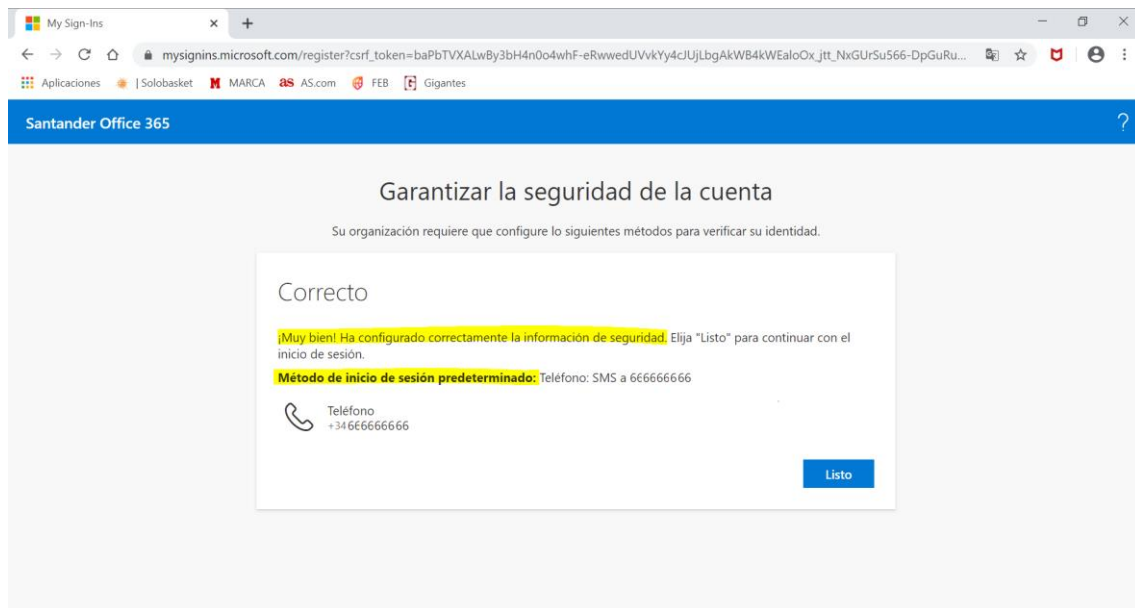 My Sign-Ins
mysignins.microsoft.com/register?csrf_token=baPbTVXALwBy3bH4n0o4whF-eRwwedUVvkYy4cJUjLbgAkWB4kWEaloOx_jtt_NxGUrSu566-DpGuRu...
Aplicaciones | Solobasket M MARCA as AS.com FEB G Gigantes
Santander Office 365 ?
Garantizar la seguridad de la cuenta
Su organización requiere que configure lo siguientes métodos para verificar su identidad.
Correcto
¡Muy bien! Ha configurado correctamente la información de seguridad. Elija "Listo" para continuar con el
inicio de sesión.
Método de inicio de sesión predeterminado: Teléfono: SMS a 666666666
Teléfono
+34 666666666
Listo